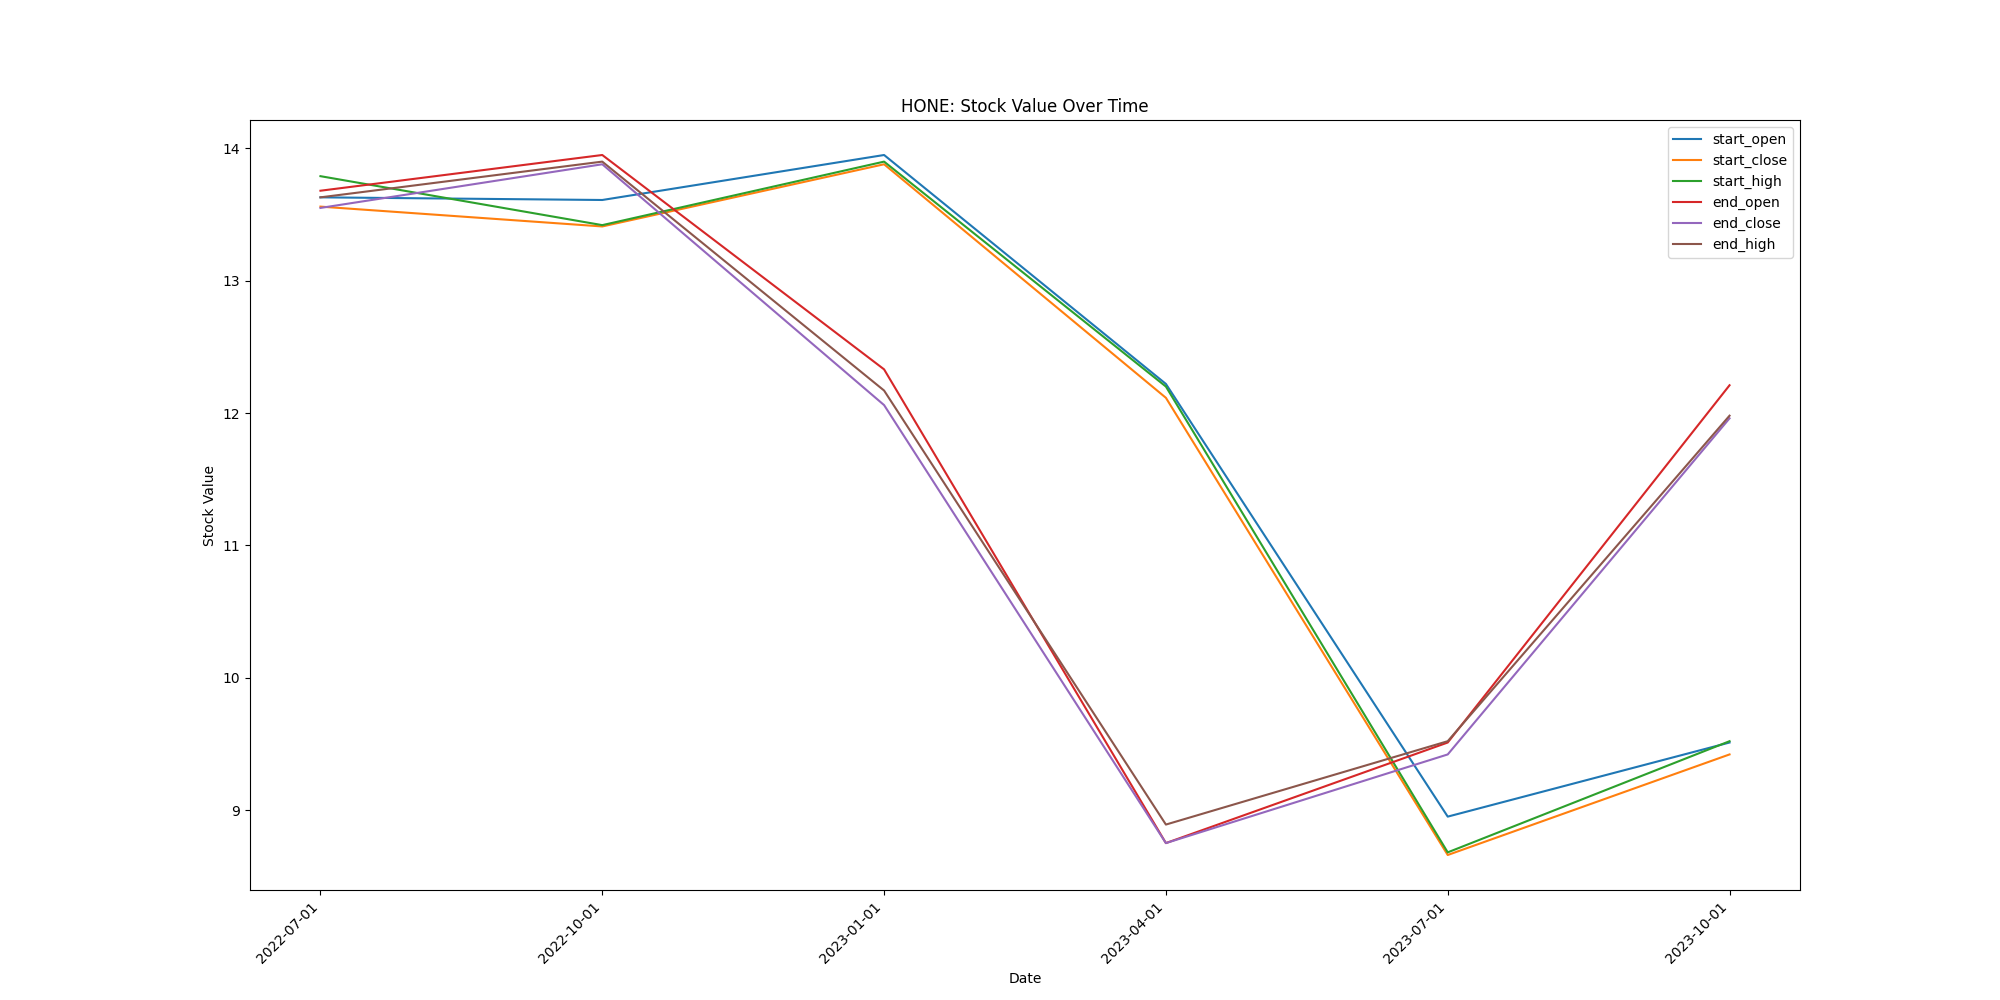 HONE: Stock Value Over Time
start_open
start_close
start_high
end_open
end_close
end_high
Stock Value
14
13
12
11
10
9
2022-07-01
2022-10-01
2023-01-01
2023-04-01
2023-07-01
2023-10-01
Date